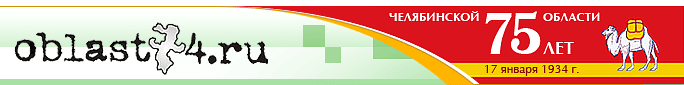 oblast74.ru
ЧЕЛЯБИНСКОЙ ОБЛАСТИ
75 ЛЕТ
17 января 1934 г.